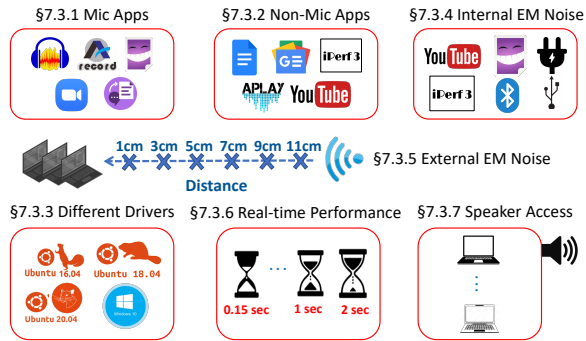 §7.3.1 Mic Apps
§7.3.2 Non-Mic Apps
§7.3.4 Internal EM Noise
record
GE
iPerf 3
APLAY
YouTube
YouTube
iPerf 3
1cm 3cm 5cm 7cm 9cm 11cm
Distance
§7.3.5 External EM Noise
§7.3.3 Different Drivers
§7.3.6 Real-time Performance
§7.3.7 Speaker Access
Ubuntu 16.04
Ubuntu 18.04
Ubuntu 20.04
Windows 10
...
0.15 sec
1 sec
2 sec